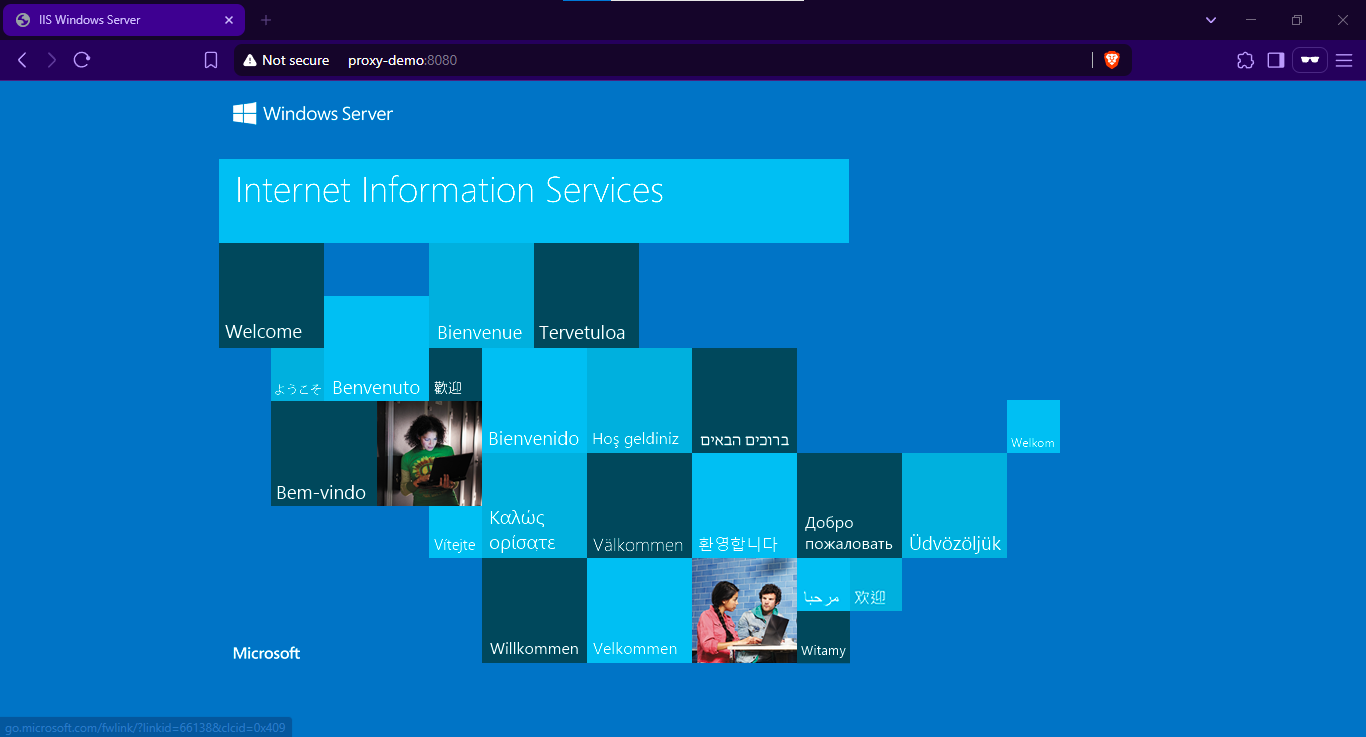 IIS Windows Server
Not secure
proxy-demo:8080
Windows Server
Internet Information Services
Welcome
Bienvenue
Tervetuloa
ようこそ
Benvenuto
歡迎
Bienvenido
Hoş geldiniz
ברוכים הבאים
Welkom
Bem-vindo
Vítejte
Καλώς
ορίσατε
Välkommen
환영합니다
Добро
пожаловать
Üdvözöljük
Willkommen
Velkommen
مرحبا
欢迎
Witamy
Microsoft
go.microsoft.com/fwlink/?linkid=66138&clcid=0x409